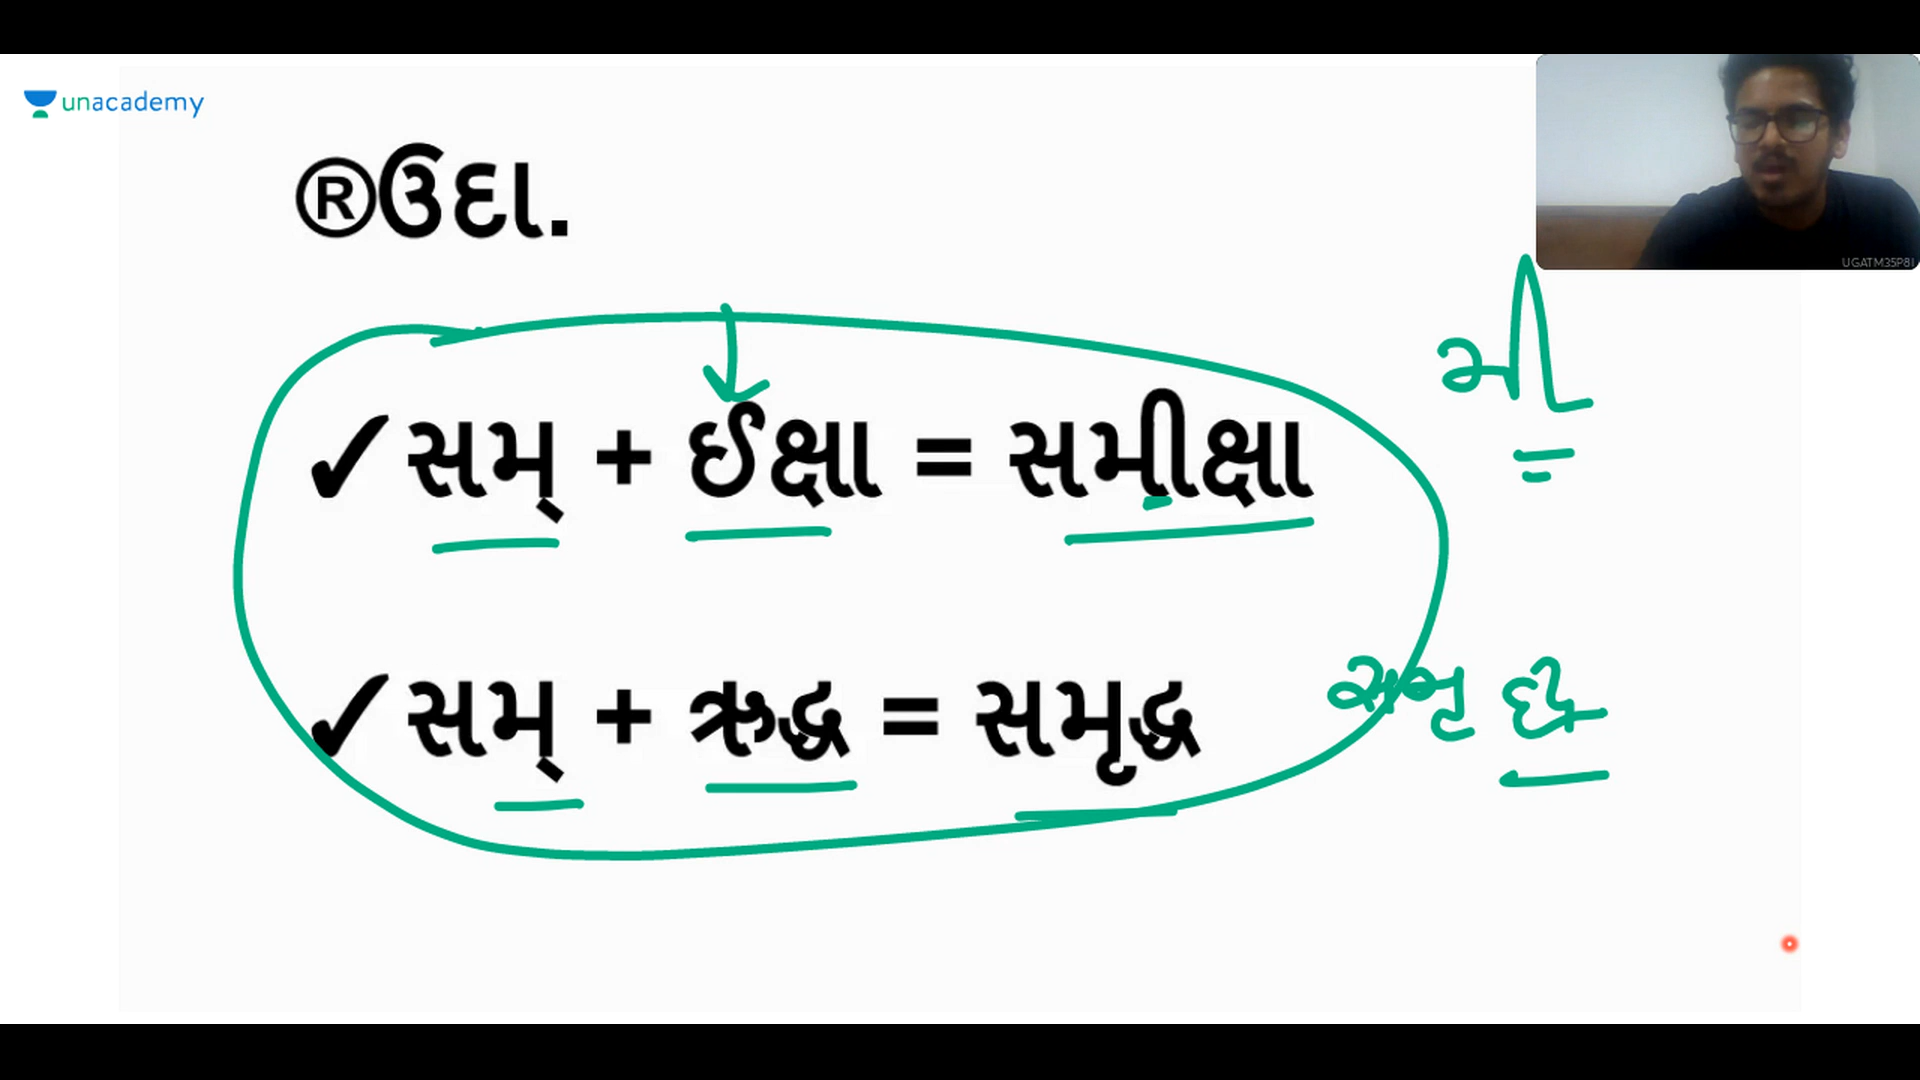 unacademy
®ઉદા.
UGATM35P8I
મી
✓સમ્ + ઈક્ષા = સમીક્ષા
✓સમ્ + ઋદ્ધ = સમૃદ્ધ